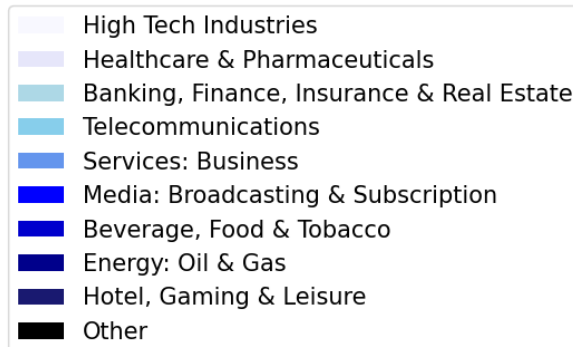 High Tech Industries
Healthcare & Pharmaceuticals
Banking, Finance, Insurance & Real Estate
Telecommunications
Services: Business
Media: Broadcasting & Subscription
Beverage, Food & Tobacco
Energy: Oil & Gas
Hotel, Gaming & Leisure
Other